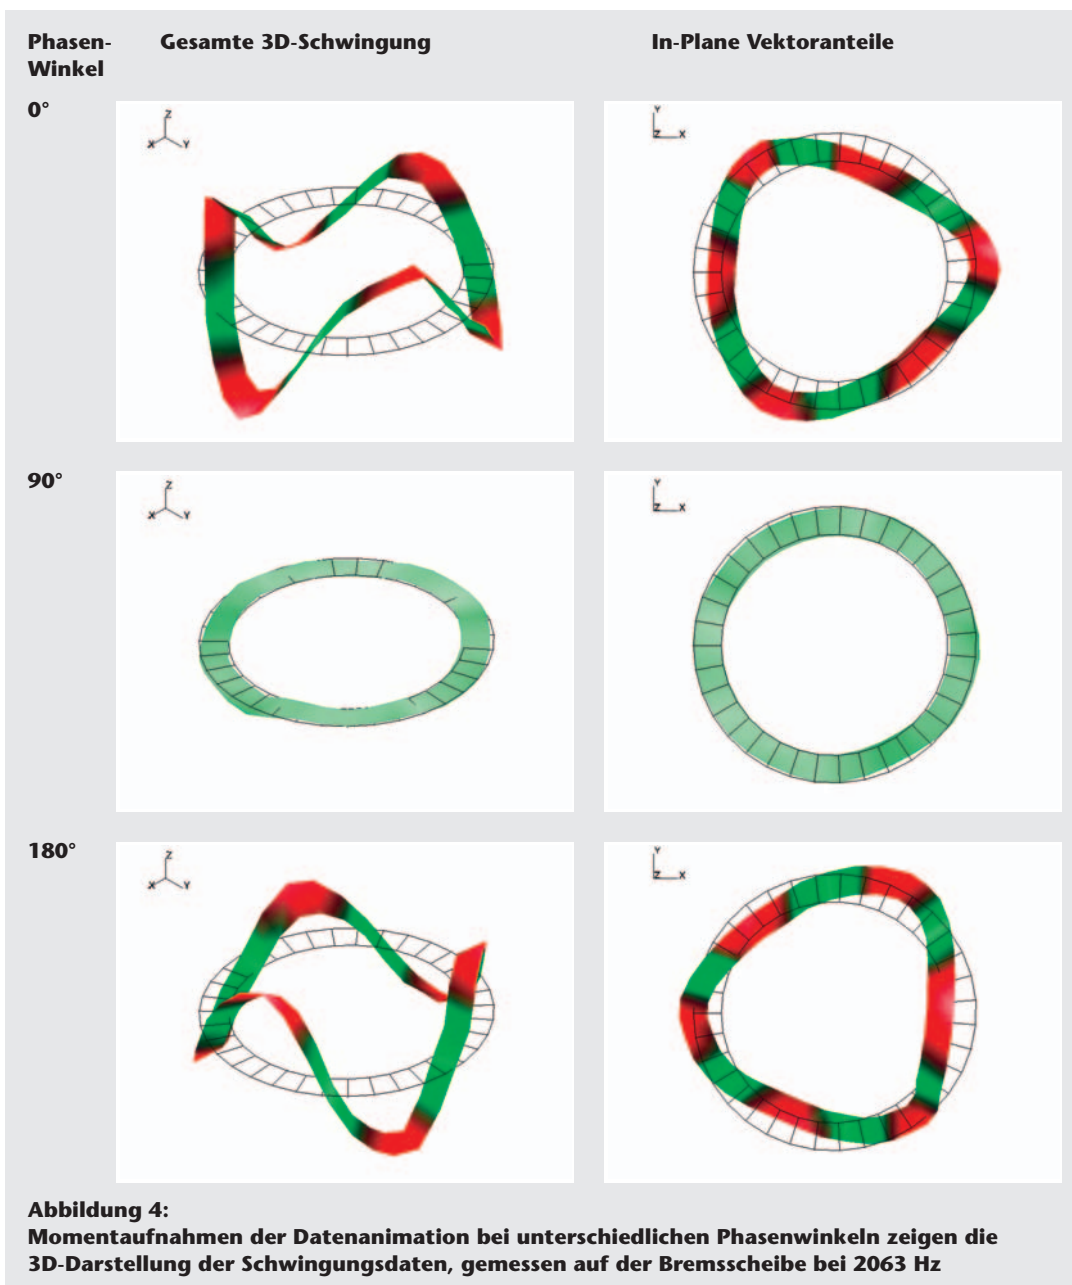 Phasen-Winkel Gesamte 3D-Schwingung In-Plane Vektoranteile
0°
Z
X Y
Y
Z X
90°
Z
X Y
Y
Z X
180°
Z
X Y
Y
Z X
Abbildung 4:
Momentaufnahmen der Datenanimation bei unterschiedlichen Phasenwinkeln zeigen die
3D-Darstellung der Schwingungsdaten, gemessen auf der Bremsscheibe bei 2063 Hz